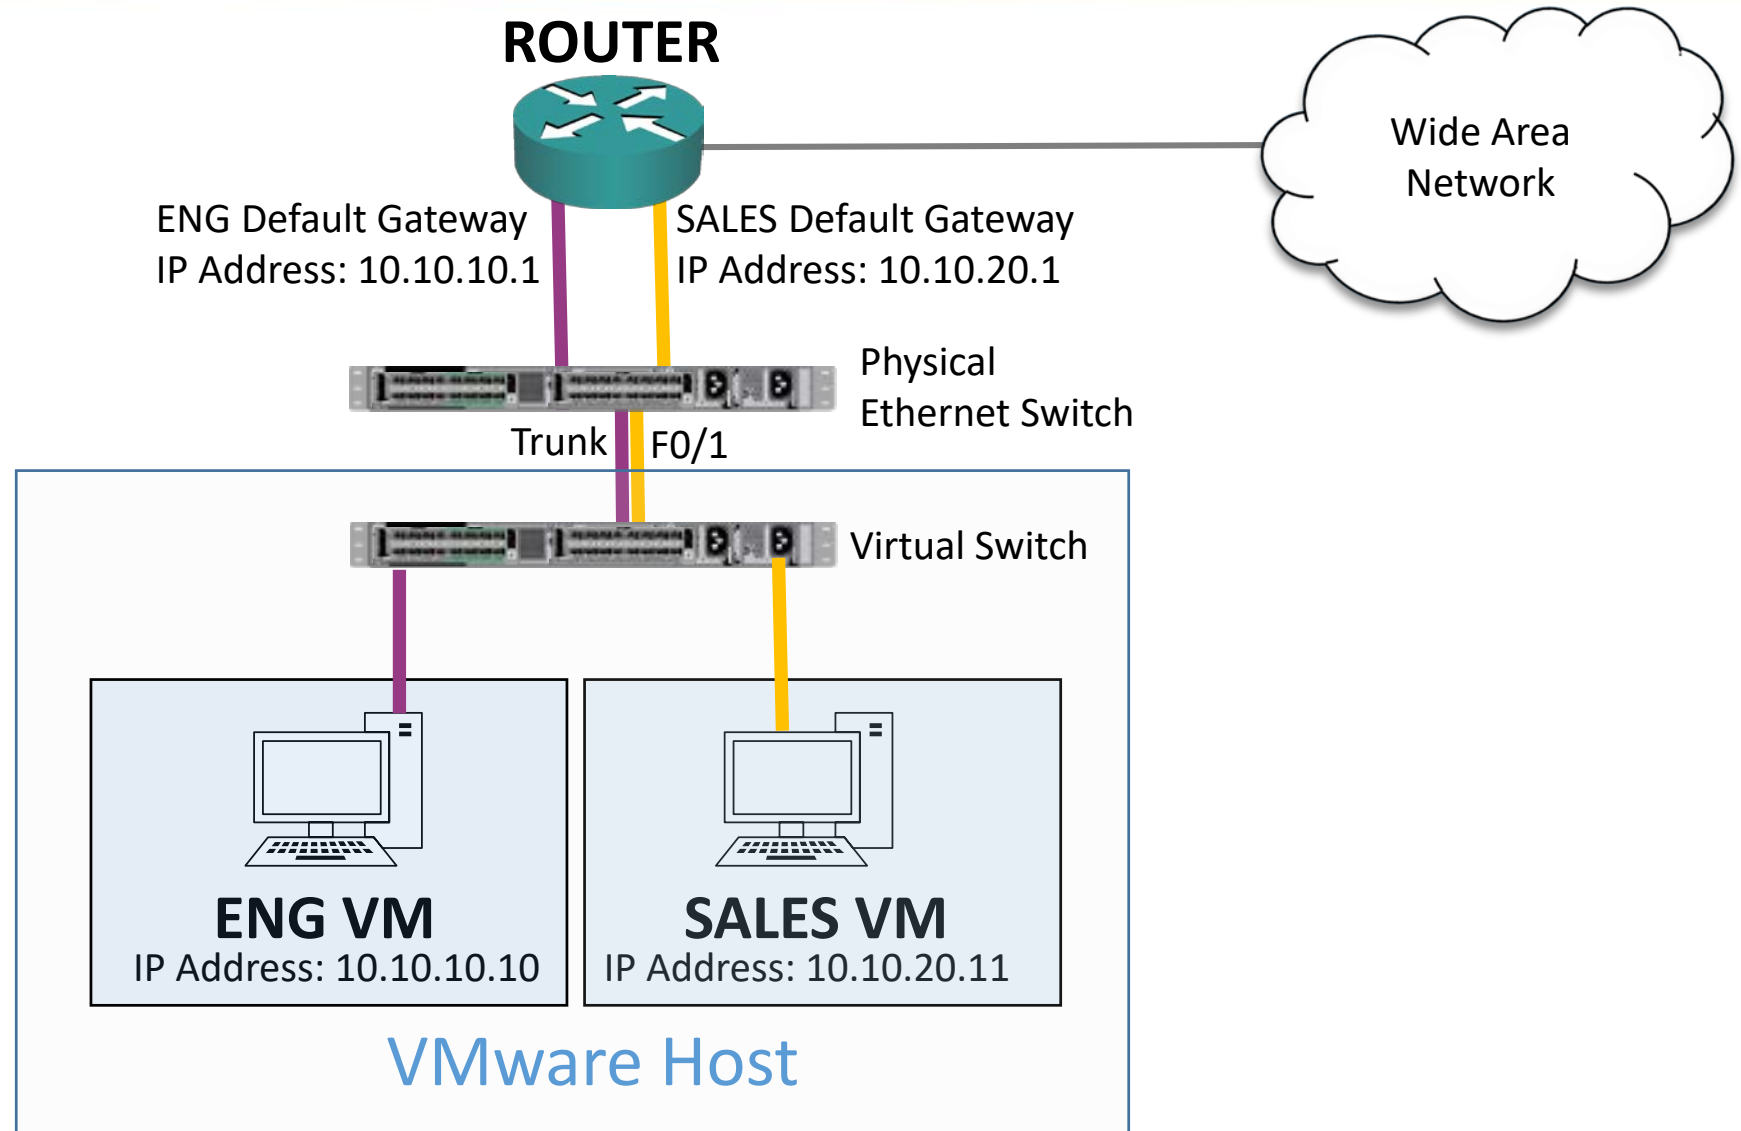 ROUTER
Wide Area
Network
ENG Default Gateway
IP Address: 10.10.10.1
SALES Default Gateway
IP Address: 10.10.20.1
Physical
Ethernet Switch
Trunk
F0/1
Virtual Switch
ENG VM
IP Address: 10.10.10.10
SALES VM
IP Address: 10.10.20.11
VMware Host